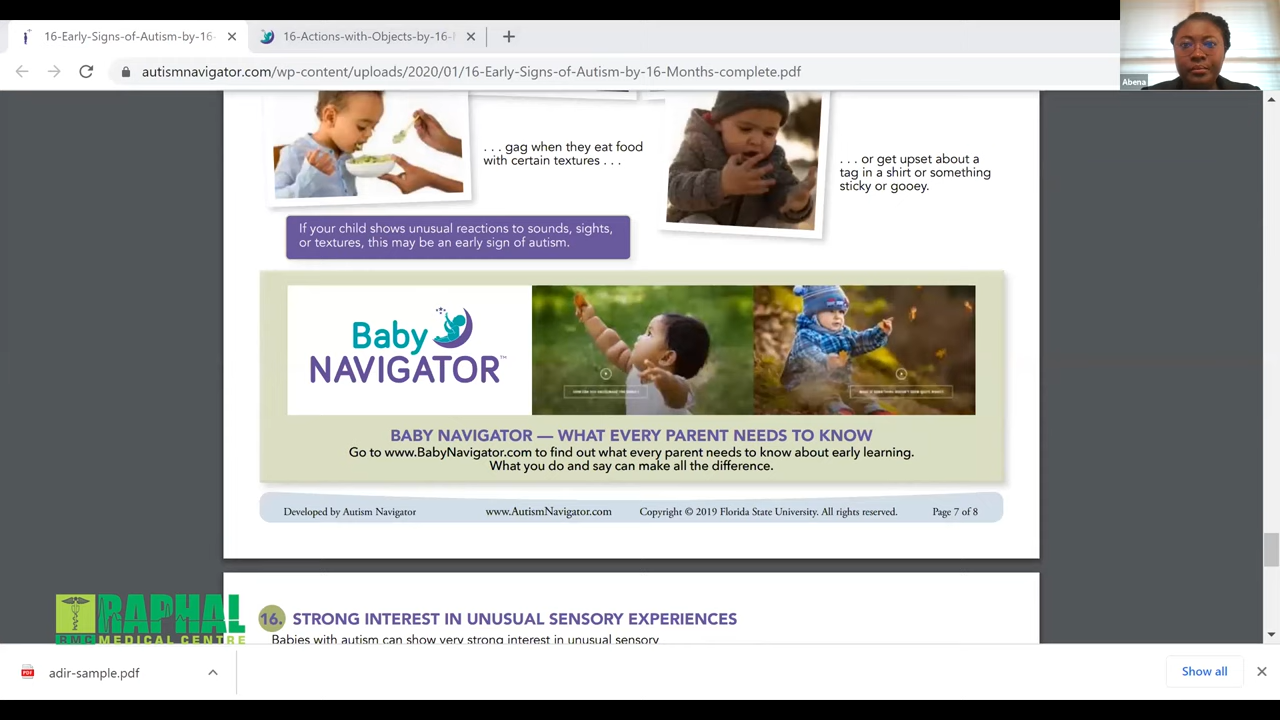 16-Early-Signs-of-Autism-by-16-
16-Actions-with-Objects-by-16-
autismnavigator.com/wp-content/uploads/2020/01/16-Early-Signs-of-Autism-by-16-Months-complete.pdf
Abena
. . . gag when they eat food
with certain textures . . .
. . . or get upset about a
tag in a shirt or something
sticky or gooey.
If your child shows unusual reactions to sounds, sights,
or textures, this may be an early sign of autism.
Baby
NAVIGATOR™
BABY NAVIGATOR — WHAT EVERY PARENT NEEDS TO KNOW
Go to www.BabyNavigator.com to find out what every parent needs to know about early learning.
What you do and say can make all the difference.
Developed by Autism Navigator
www.AutismNavigator.com
Copyright © 2019 Florida State University. All rights reserved.
Page 7 of 8
16. STRONG INTEREST IN UNUSUAL SENSORY EXPERIENCES
Babies with autism can show very strong interest in unusual sensory
RAPHAL
RMC MEDICAL CENTRE
PDF
adir-sample.pdf
Show all